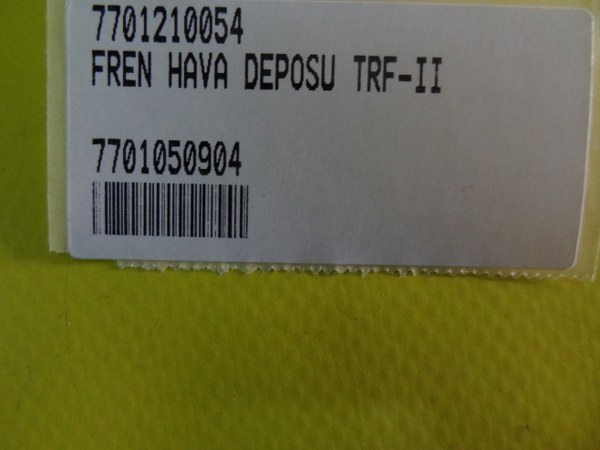 7701210054
FREN HAVA DEPOSU TRF-II
7701050904